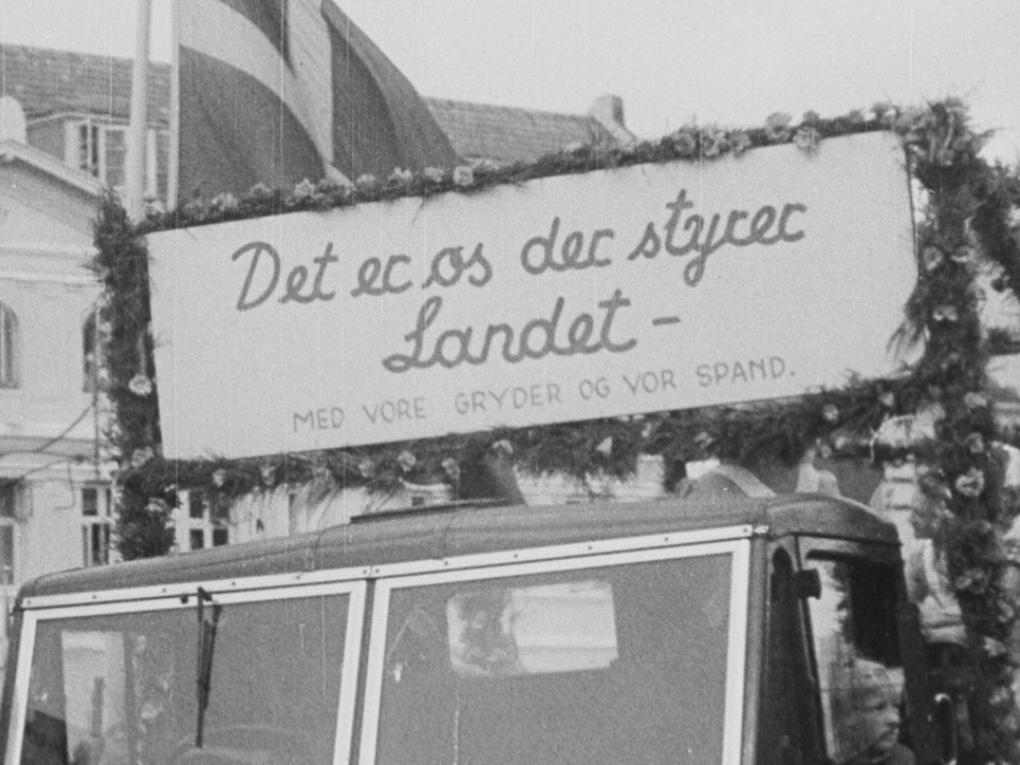 Det er os der styrer
Landet -
MED VORE GRYDER OG VOR SPAND.